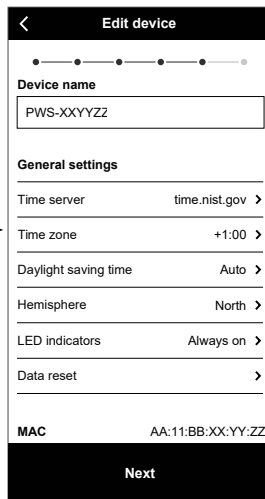 Edit device
Device name
PWS-XXYYZZ
General settings
Time server time.nist.gov
Time zone +1:00
Daylight saving time Auto
Hemisphere North
LED indicators Always on
Data reset
MAC AA:11:BB:XX:YY:ZZ
Next